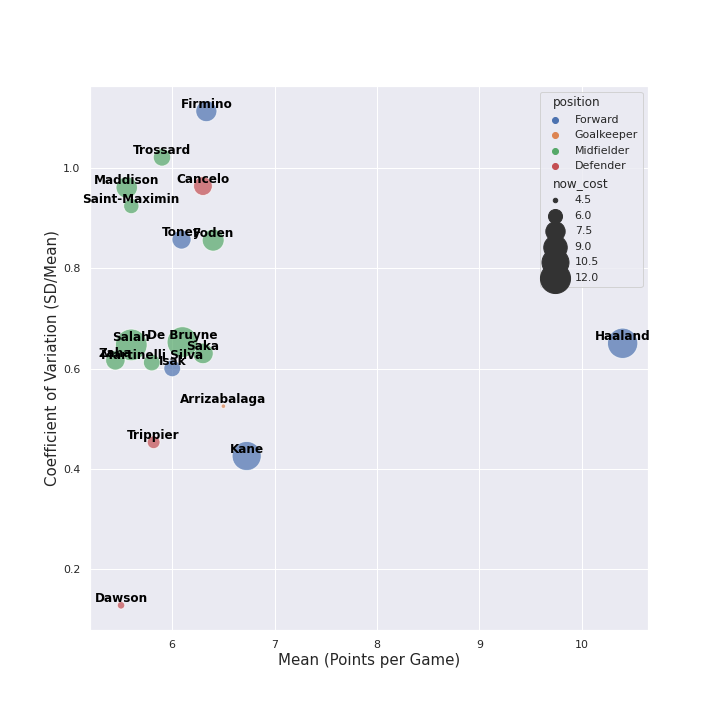 Firmino
position
Forward
Goalkeeper
Midfielder
Defender
now_cost
4.5
6.0
7.5
9.0
10.5
12.0
Trossard
Maddison
Cancelo
Saint-Maximin
Toney
Foden
Salah
De Bruyne
Haaland
Saka
Martinelli Silva
Isak
Arrizabalaga
Trippier
Kane
Dawson
1.0
0.8
0.6
0.4
0.2
Coefficient of Variation (SD/Mean)
6
7
8
9
10
Mean (Points per Game)